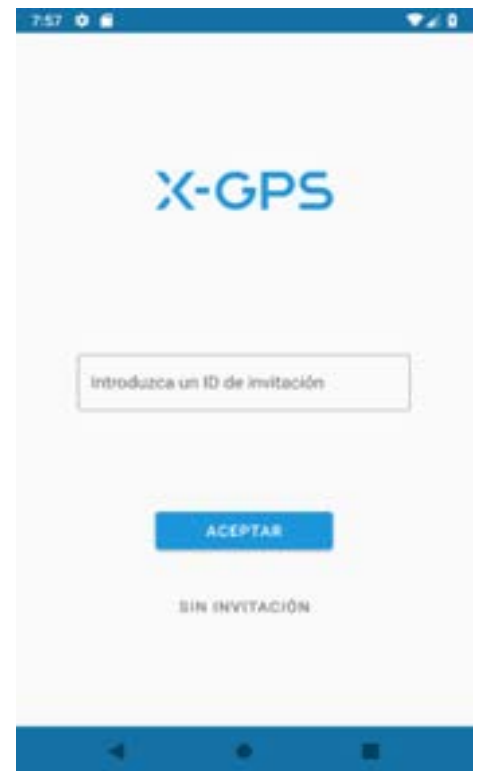 7:57
X-GPS
Introduzca un ID de invitación
ACEPTAR
SIN INVITACIÓN